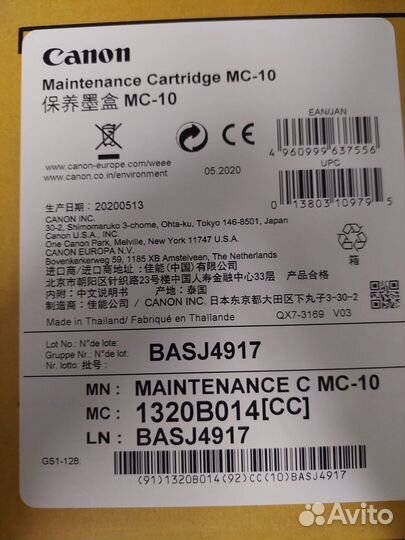 Canon
Maintenance Cartridge MC-10
保养墨盒 MC-10
EAN/JAN
4 960999 637556
UPC
0 13803 10979 5
www.canon-europe.com/weee
www.canon.co.in/environment
05.2020
生产日期：20200513
CANON INC.
30-2, Shimomaruko 3-chome, Ohta-ku, Tokyo 146-8501, Japan
Canon U.S.A., INC.
One Canon Park, Melville, New York 11747 U.S.A.
CANON EUROPA N.V.
Bovenkerkerweg 59, 1185 XB Amstelveen, The Netherlands
进口商/进口商地址：佳能(中国)有限公司
北京市朝阳区针织路23号楼中国人寿金融中心33层
产品合格
箱
内附：中文说明书 产地：泰国
制造商：佳能 / CANON INC. 日本东京都大田区下丸子3-30-2
Made in Thailand/ Fabriqué en Thaïlande
QX7-3169 V03
Lot No.: N°de lote:
Gruppe Nr.: N°de lot:
Nr. lotto: 批号：
BASJ4917
MN : MAINTENANCE C MC-10
MC : 1320B014[CC]
LN : BASJ4917
GS1-128:
(91)1320B014(92)CC(10)BASJ4917
Avito